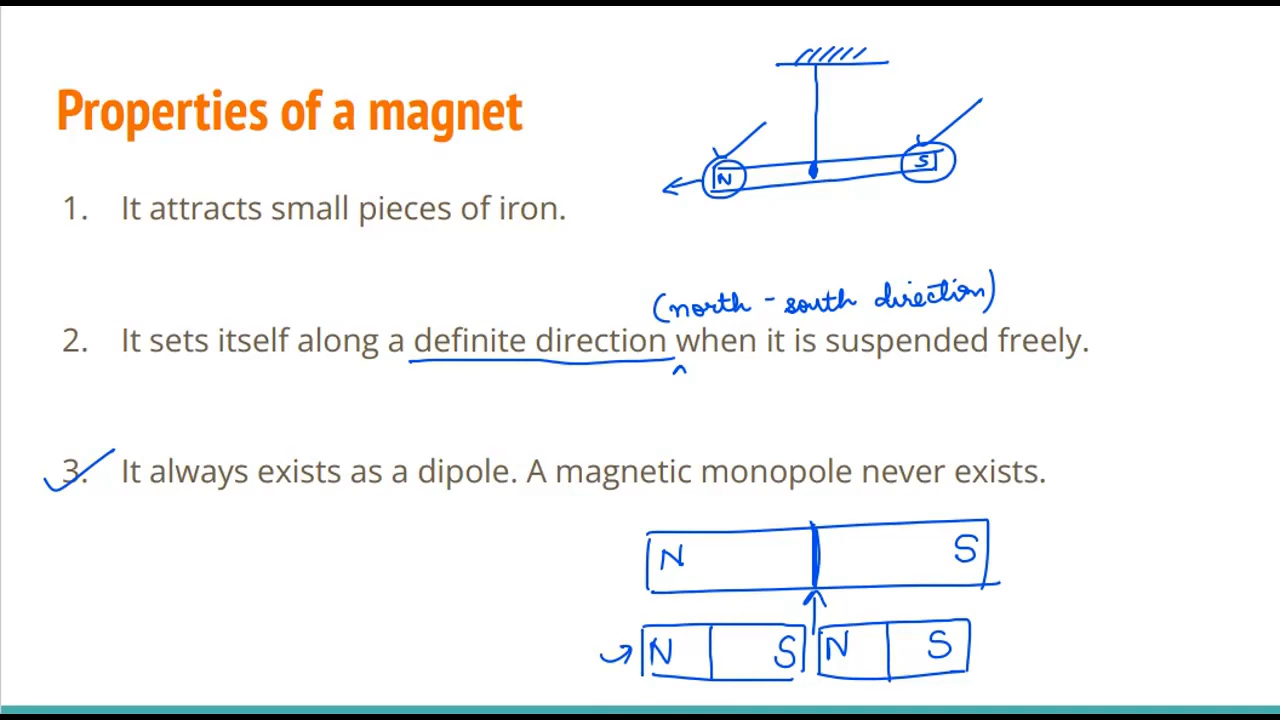 Properties of a magnet
N S
1. It attracts small pieces of iron.
(north - south direction)
2. It sets itself along a definite direction when it is suspended freely.
^
3. It always exists as a dipole. A magnetic monopole never exists.
N S
N S N S